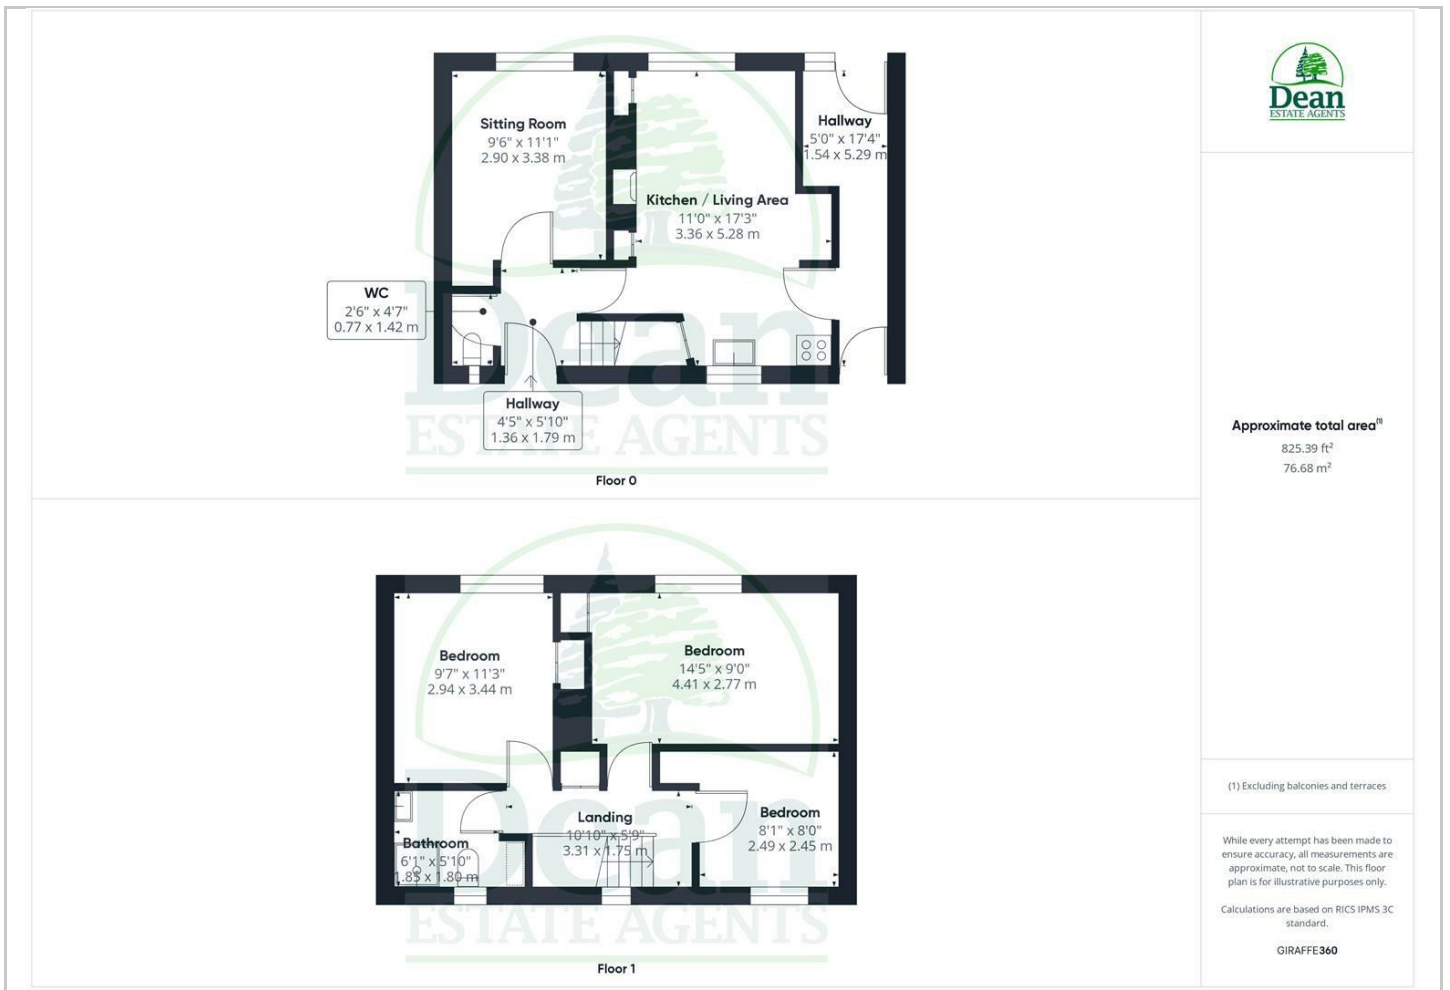 Sitting Room
9'6" x 11'1"
2.90 x 3.38 m
Kitchen / Living Area
11'0" x 17'3"
3.36 x 5.28 m
Hallway
5'0" x 17'4"
1.54 x 5.29 m
WC
2'6" x 4'7"
0.77 x 1.42 m
Hallway
4'5" x 5'10"
1.36 x 1.79 m
Dean
ESTATE AGENTS
Floor 0
Bedroom
9'7" x 11'3"
2.94 x 3.44 m
Bedroom
14'5" x 9'0"
4.41 x 2.77 m
Bedroom
8'1" x 8'0"
2.49 x 2.45 m
Landing
10'10" x 5'9"
3.31 x 1.75 m
Bathroom
6'1" x 5'10"
1.85 x 1.80 m
Dean
ESTATE AGENTS
Floor 1
Dean
ESTATE AGENTS
Approximate total area⁽¹⁾
825.39 ft²
76.68 m²
(1) Excluding balconies and terraces
While every attempt has been made to
ensure accuracy, all measurements are
approximate, not to scale. This floor
plan is for illustrative purposes only.
Calculations are based on RICS IPMS 3C
standard.
GIRAFFE360